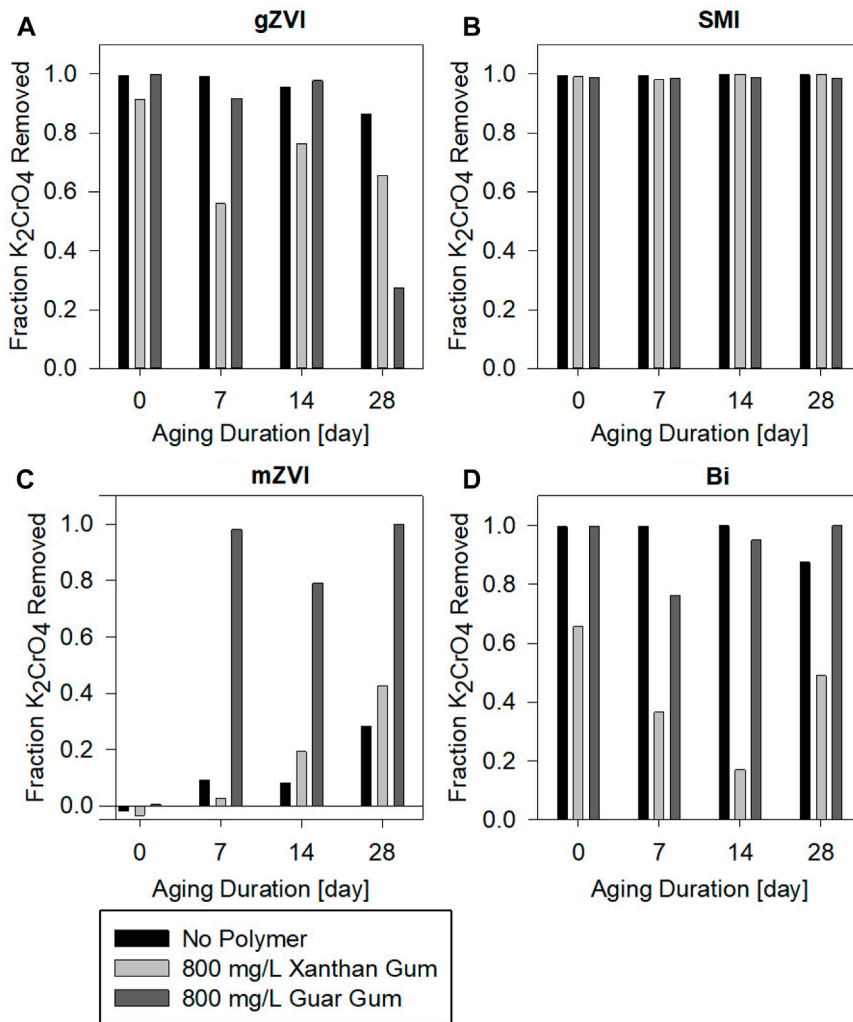 A
gZVI
Fraction K2CrO4 Removed
1.0
0.8
0.6
0.4
0.2
0.0
0 7 14 28
Aging Duration [day]
B
SMI
Fraction K2CrO4 Removed
1.0
0.8
0.6
0.4
0.2
0.0
0 7 14 28
Aging Duration [day]
C
mZVI
Fraction K2CrO4 Removed
1.0
0.8
0.6
0.4
0.2
0.0
0 7 14 28
Aging Duration [day]
D
Bi
Fraction K2CrO4 Removed
1.0
0.8
0.6
0.4
0.2
0.0
0 7 14 28
Aging Duration [day]
No Polymer
800 mg/L Xanthan Gum
800 mg/L Guar Gum